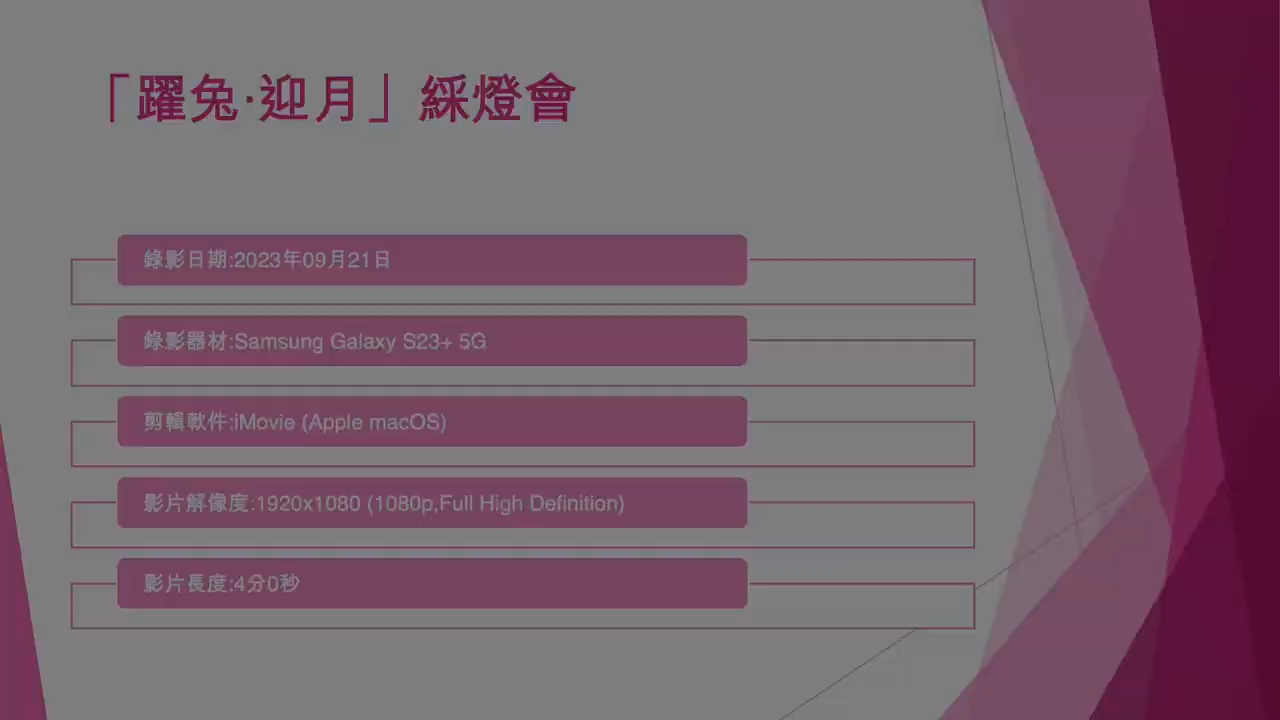 「躍兔·迎月」綵燈會
錄影日期:2023年09月21日
錄影器材:Samsung Galaxy S23+ 5G
剪輯軟件:iMovie (Apple macOS)
影片解像度:1920x1080 (1080p,Full High Definition)
影片長度:4分0秒